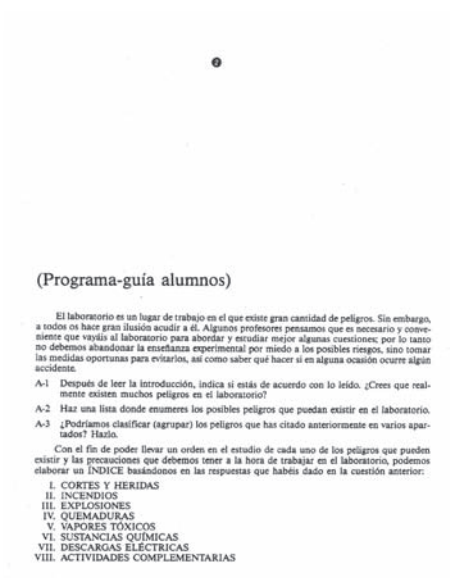 2
(Programa-guía alumnos)
El laboratorio es un lugar de trabajo en el que existe gran cantidad de peligros. Sin embargo,
a todos os hace gran ilusión acudir a él. Algunos profesores pensamos que es necesario y conve-
niente que vayáis al laboratorio para abordar y estudiar mejor algunas cuestiones; por lo tanto
no debemos abandonar la enseñanza experimental por miedo a los posibles riesgos, sino tomar
las medidas oportunas para evitarlos, así como saber qué hacer si en alguna ocasión ocurre algún
accidente.
A-1 Después de leer la introducción, indica si estás de acuerdo con lo leído. ¿Crees que real-
mente existen muchos peligros en el laboratorio?
A-2 Haz una lista donde enumeres los posibles peligros que puedan existir en el laboratorio.
A-3 ¿Podríamos clasificar (agrupar) los peligros que has citado anteriormente en varios apar-
tados? Hazlo.
Con el fin de poder llevar un orden en el estudio de cada uno de los peligros que pueden
existir y las precauciones que debemos tener a la hora de trabajar en el laboratorio, podemos
elaborar un ÍNDICE basándonos en las respuestas que habéis dado en la cuestión anterior:
I. CORTES Y HERIDAS
II. INCENDIOS
III. EXPLOSIONES
IV. QUEMADURAS
V. VAPORES TÓXICOS
VI. SUSTANCIAS QUÍMICAS
VII. DESCARGAS ELÉCTRICAS
VIII. ACTIVIDADES COMPLEMENTARIAS